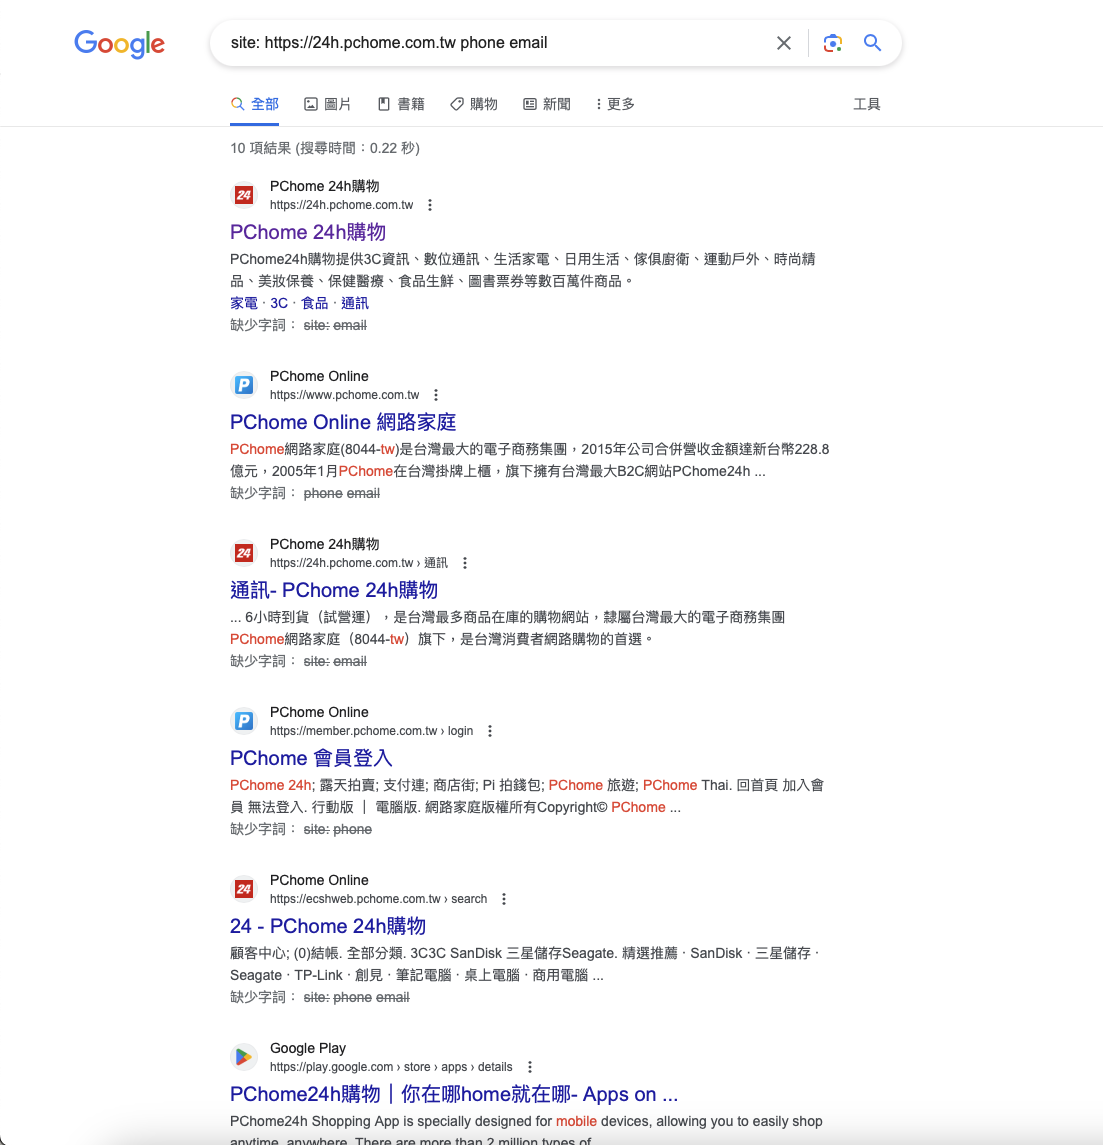 Google
site: https://24h.pchome.com.tw phone email
全部 圖片 書籍 購物 新聞 更多 工具
10 項結果 (搜尋時間：0.22 秒)
24
PChome 24h購物
https://24h.pchome.com.tw
PChome 24h購物
PChome24h購物提供3C資訊、數位通訊、生活家電、日用生活、傢俱廚衛、運動戶外、時尚精
品、美妝保養、保健醫療、食品生鮮、圖書票券等數百萬件商品。
家電 · 3C · 食品 · 通訊
缺少字詞： site: email
P
PChome Online
https://www.pchome.com.tw
PChome Online 網路家庭
PChome網路家庭(8044-tw)是台灣最大的電子商務集團，2015年公司合併營收金額達新台幣228.8
億元，2005年1月PChome在台灣掛牌上櫃，旗下擁有台灣最大B2C網站PChome24h ...
缺少字詞： phone email
24
PChome 24h購物
https://24h.pchome.com.tw › 通訊
通訊- PChome 24h購物
... 6小時到貨（試營運），是台灣最多商品在庫的購物網站，隸屬台灣最大的電子商務集團
PChome網路家庭（8044-tw）旗下，是台灣消費者網路購物的首選。
缺少字詞： site: email
P
PChome Online
https://member.pchome.com.tw › login
PChome 會員登入
PChome 24h; 露天拍賣; 支付連; 商店街; Pi 拍錢包; PChome 旅遊; PChome Thai. 回首頁 加入會
員 無法登入. 行動版 ｜ 電腦版. 網路家庭版權所有Copyright© PChome ...
缺少字詞： site: phone
24
PChome Online
https://ecshweb.pchome.com.tw › search
24 - PChome 24h購物
顧客中心; (0)結帳. 全部分類. 3C3C SanDisk 三星儲存Seagate. 精選推薦 · SanDisk · 三星儲存 ·
Seagate · TP-Link · 創見 · 筆記電腦 · 桌上電腦 · 商用電腦 ...
缺少字詞： site: phone email
Google Play
https://play.google.com › store › apps › details
PChome24h購物｜你在哪home就在哪- Apps on ...
PChome24h Shopping App is specially designed for mobile devices, allowing you to easily shop
anytime, anywhere. There are more than 2 million types of